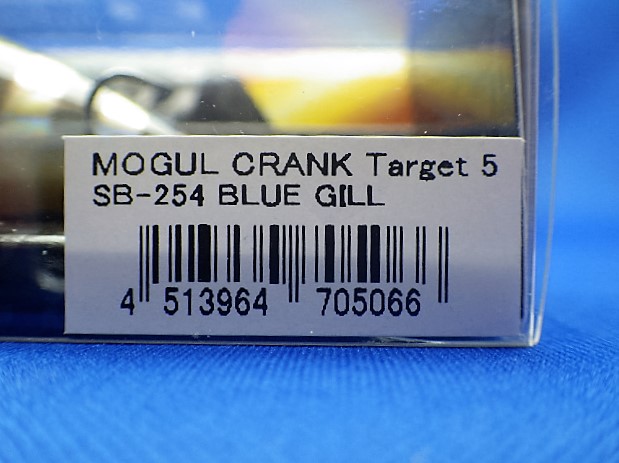 MOGUL CRANK Target 5
SB-254 BLUE GILL
4 513964 705066